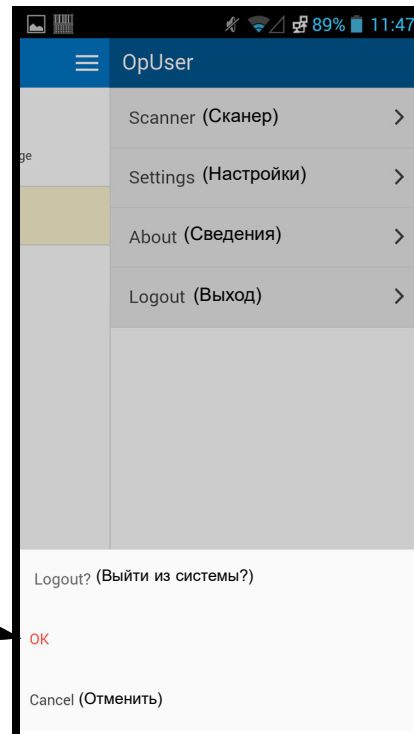 89% 11:47
OpUser
Scanner (Сканер)
ge
Settings (Настройки)
About (Сведения)
Logout (Выход)
Logout? (Выйти из системы?)
OK
Cancel (Отменить)